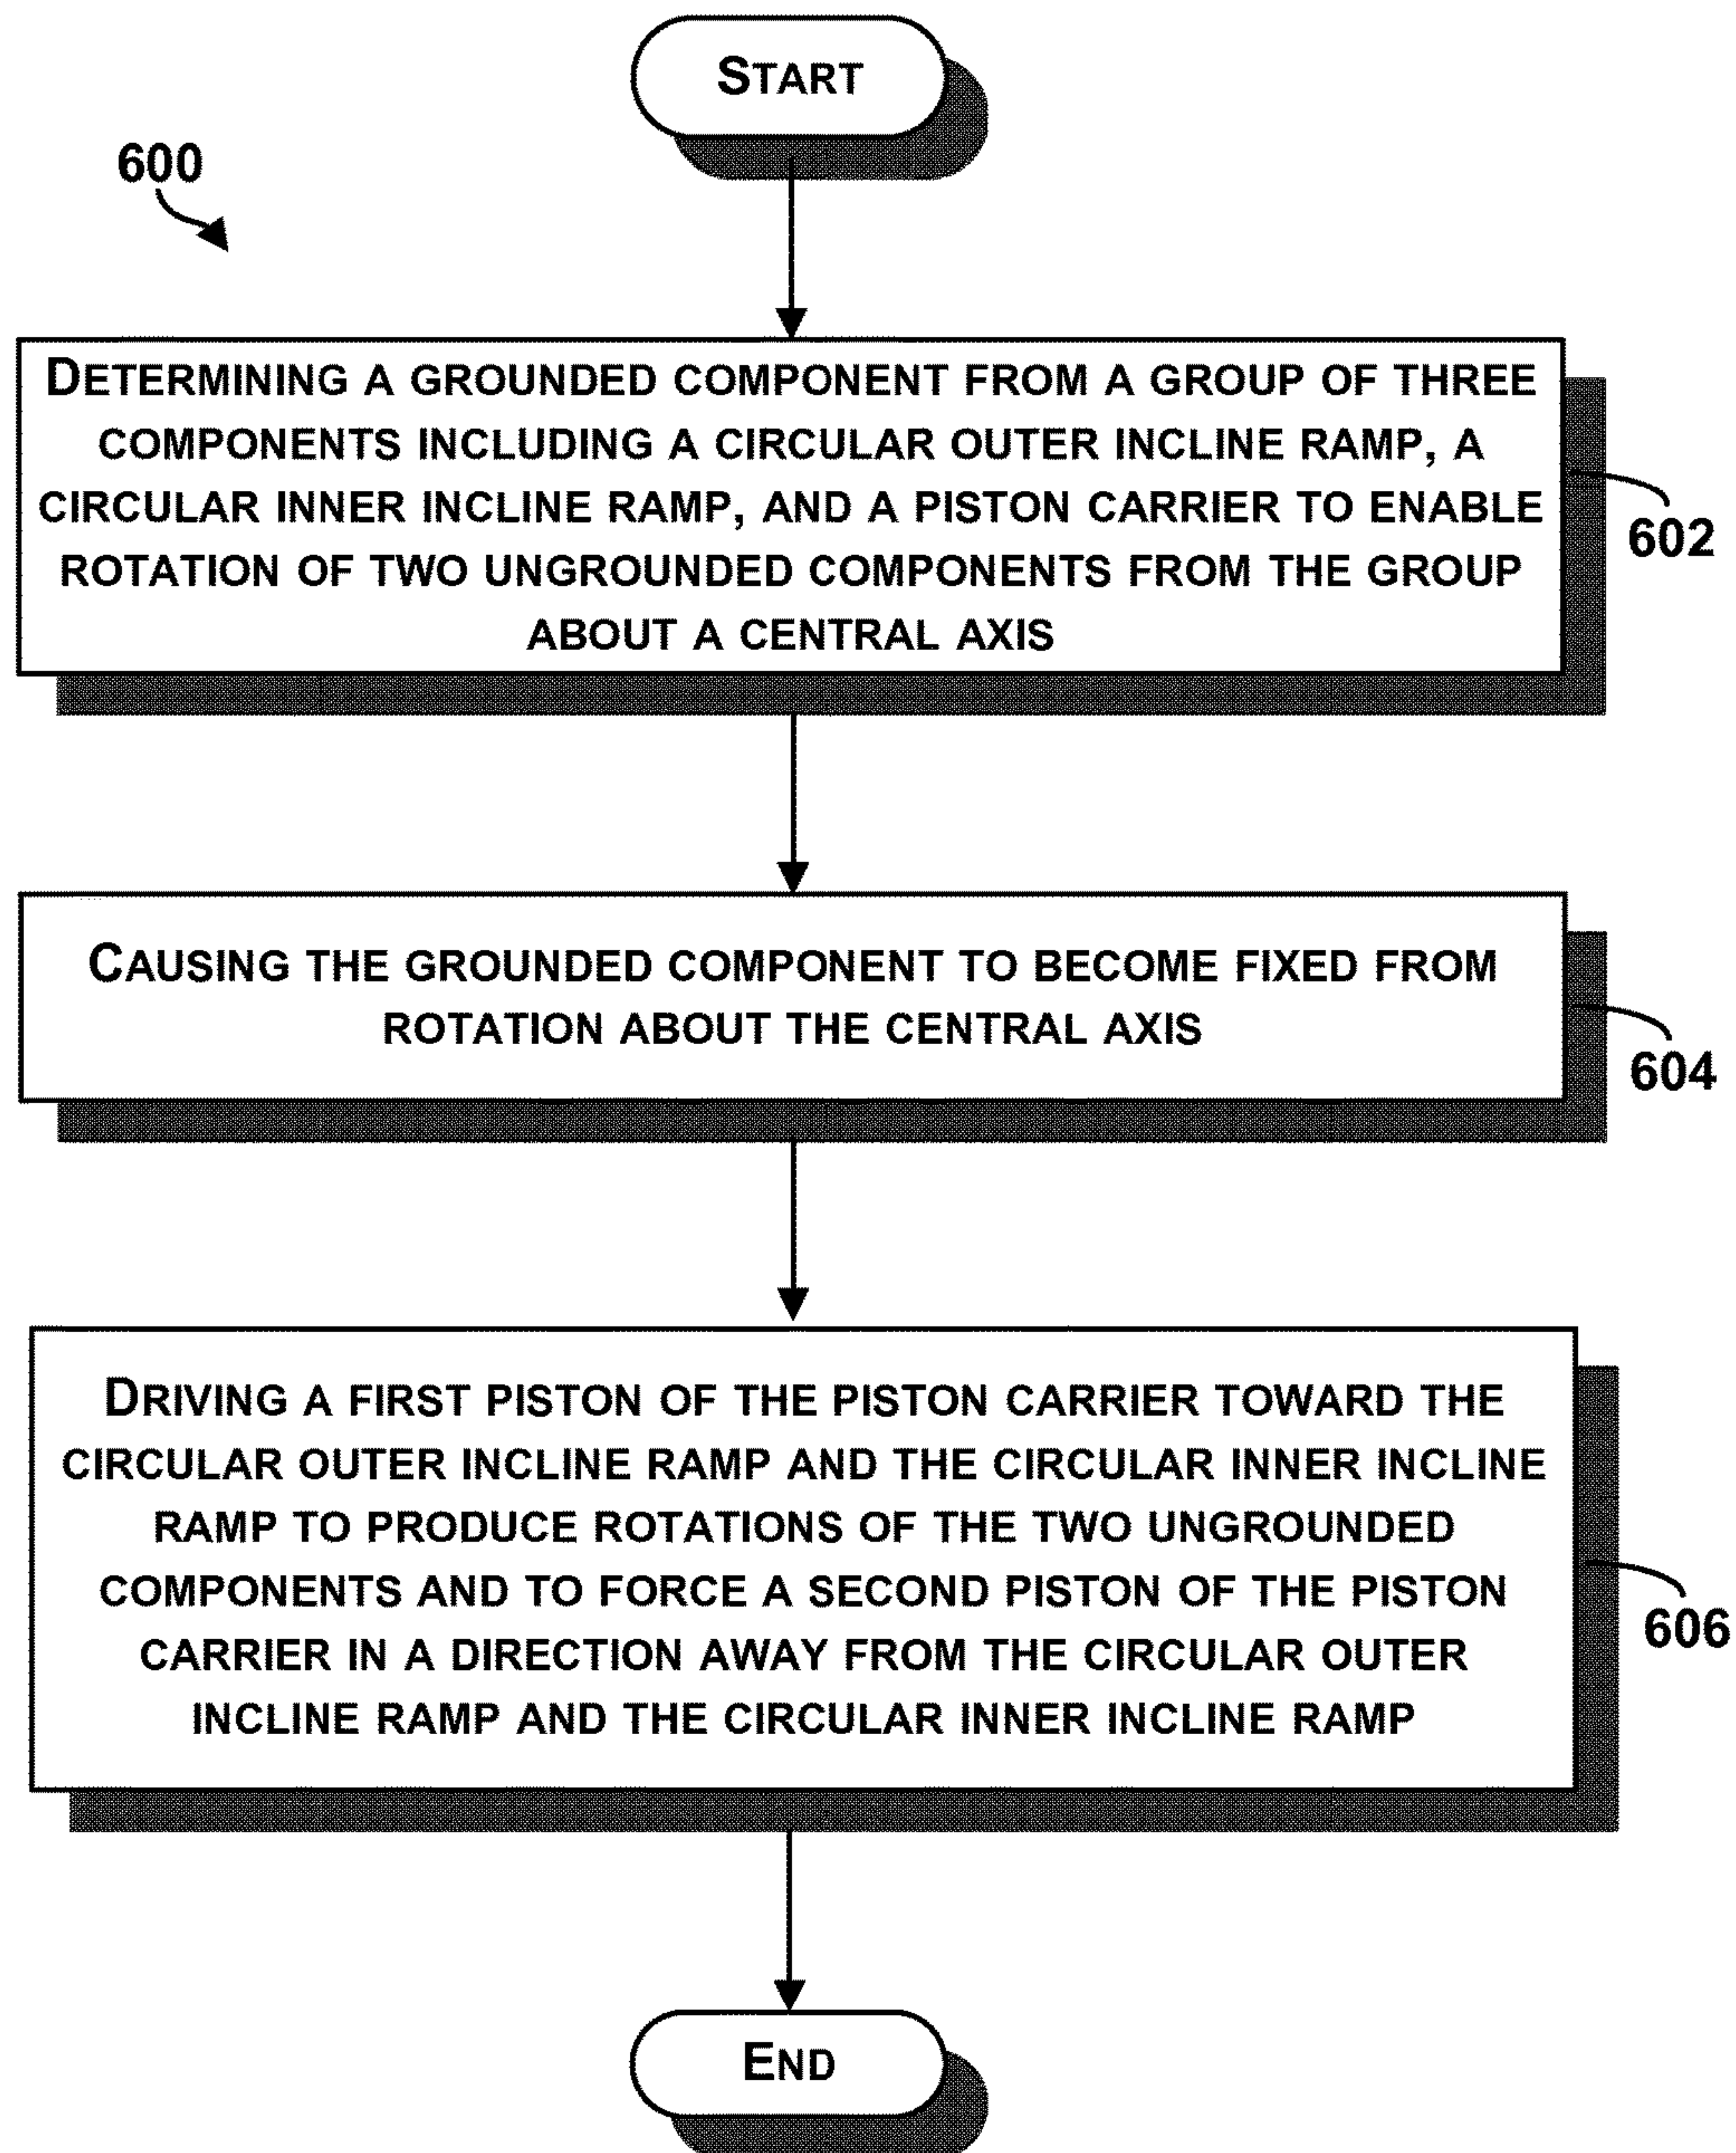 START
600
DETERMINING A GROUNDED COMPONENT FROM A GROUP OF THREE
COMPONENTS INCLUDING A CIRCULAR OUTER INCLINE RAMP, A
CIRCULAR INNER INCLINE RAMP, AND A PISTON CARRIER TO ENABLE
ROTATION OF TWO UNGROUNDED COMPONENTS FROM THE GROUP
ABOUT A CENTRAL AXIS
602
CAUSING THE GROUNDED COMPONENT TO BECOME FIXED FROM
ROTATION ABOUT THE CENTRAL AXIS
604
DRIVING A FIRST PISTON OF THE PISTON CARRIER TOWARD THE
CIRCULAR OUTER INCLINE RAMP AND THE CIRCULAR INNER INCLINE
RAMP TO PRODUCE ROTATIONS OF THE TWO UNGROUNDED
COMPONENTS AND TO FORCE A SECOND PISTON OF THE PISTON
CARRIER IN A DIRECTION AWAY FROM THE CIRCULAR OUTER
INCLINE RAMP AND THE CIRCULAR INNER INCLINE RAMP
606
END